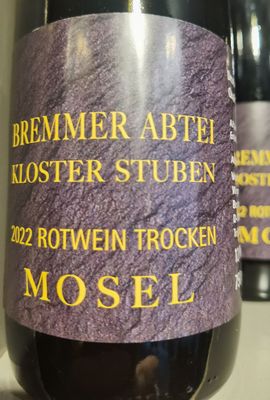 BREMMER ABTEI
KLOSTER STUBEN
2022 ROTWEIN TROCKEN
MOSEL